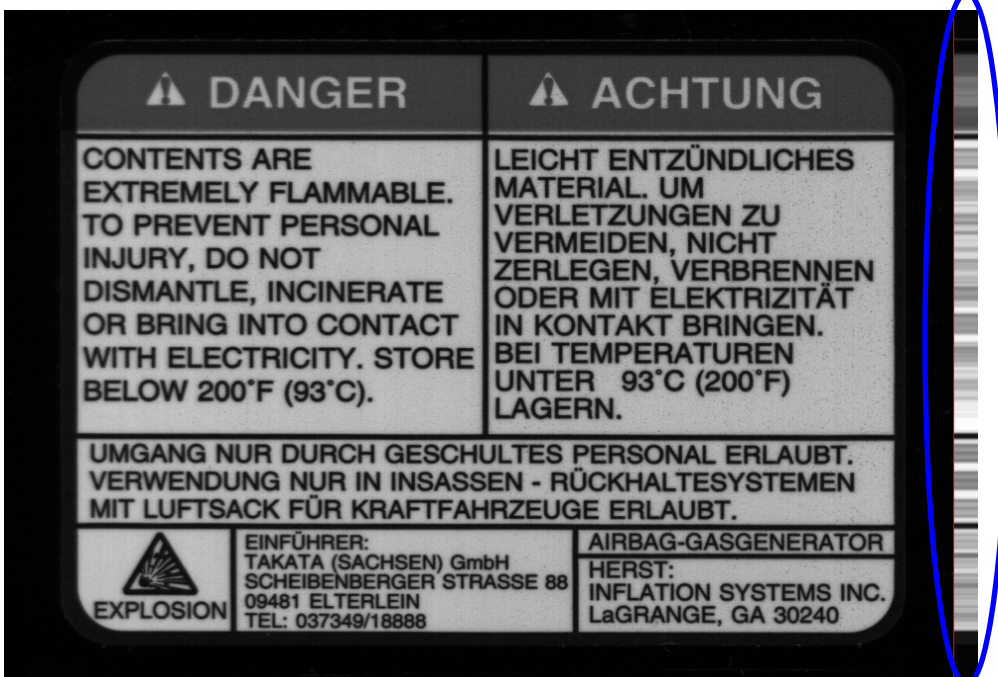 DANGER
CONTENTS ARE
EXTREMELY FLAMMABLE.
TO PREVENT PERSONAL
INJURY, DO NOT
DISMANTLE, INCINERATE
OR BRING INTO CONTACT
WITH ELECTRICITY. STORE
BELOW 200°F (93°C).
ACHTUNG
LEICHT ENTZÜNDLICHES
MATERIAL. UM
VERLETZUNGEN ZU
VERMEIDEN, NICHT
ZERLEGEN, VERBRENNEN
ODER MIT ELEKTRIZITÄT
IN KONTAKT BRINGEN.
BEI TEMPERATUREN
UNTER 93°C (200°F)
LAGERN.
UMGANG NUR DURCH GESCHULTES PERSONAL ERLAUBT.
VERWENDUNG NUR IN INSASSEN - RÜCKHALTESYSTEMEN
MIT LUFTSACK FÜR KRAFTFAHRZEUGE ERLAUBT.
EXPLOSION
EINFÜHRER:
TAKATA (SACHSEN) GmbH
SCHEIBENBERGER STRASSE 88
09481 ELTERLEIN
TEL: 037349/18888
AIRBAG-GASGENERATOR
HERST:
INFLATION SYSTEMS INC.
LaGRANGE, GA 30240